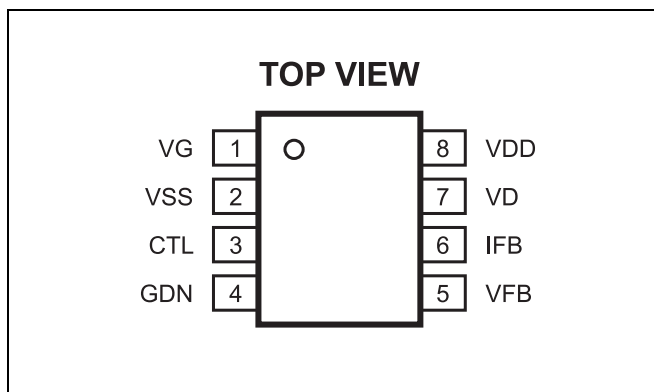 TOP VIEW
VG 1 8 VDD
VSS 2 7 VD
CTL 3 6 IFB
GDN 4 5 VFB